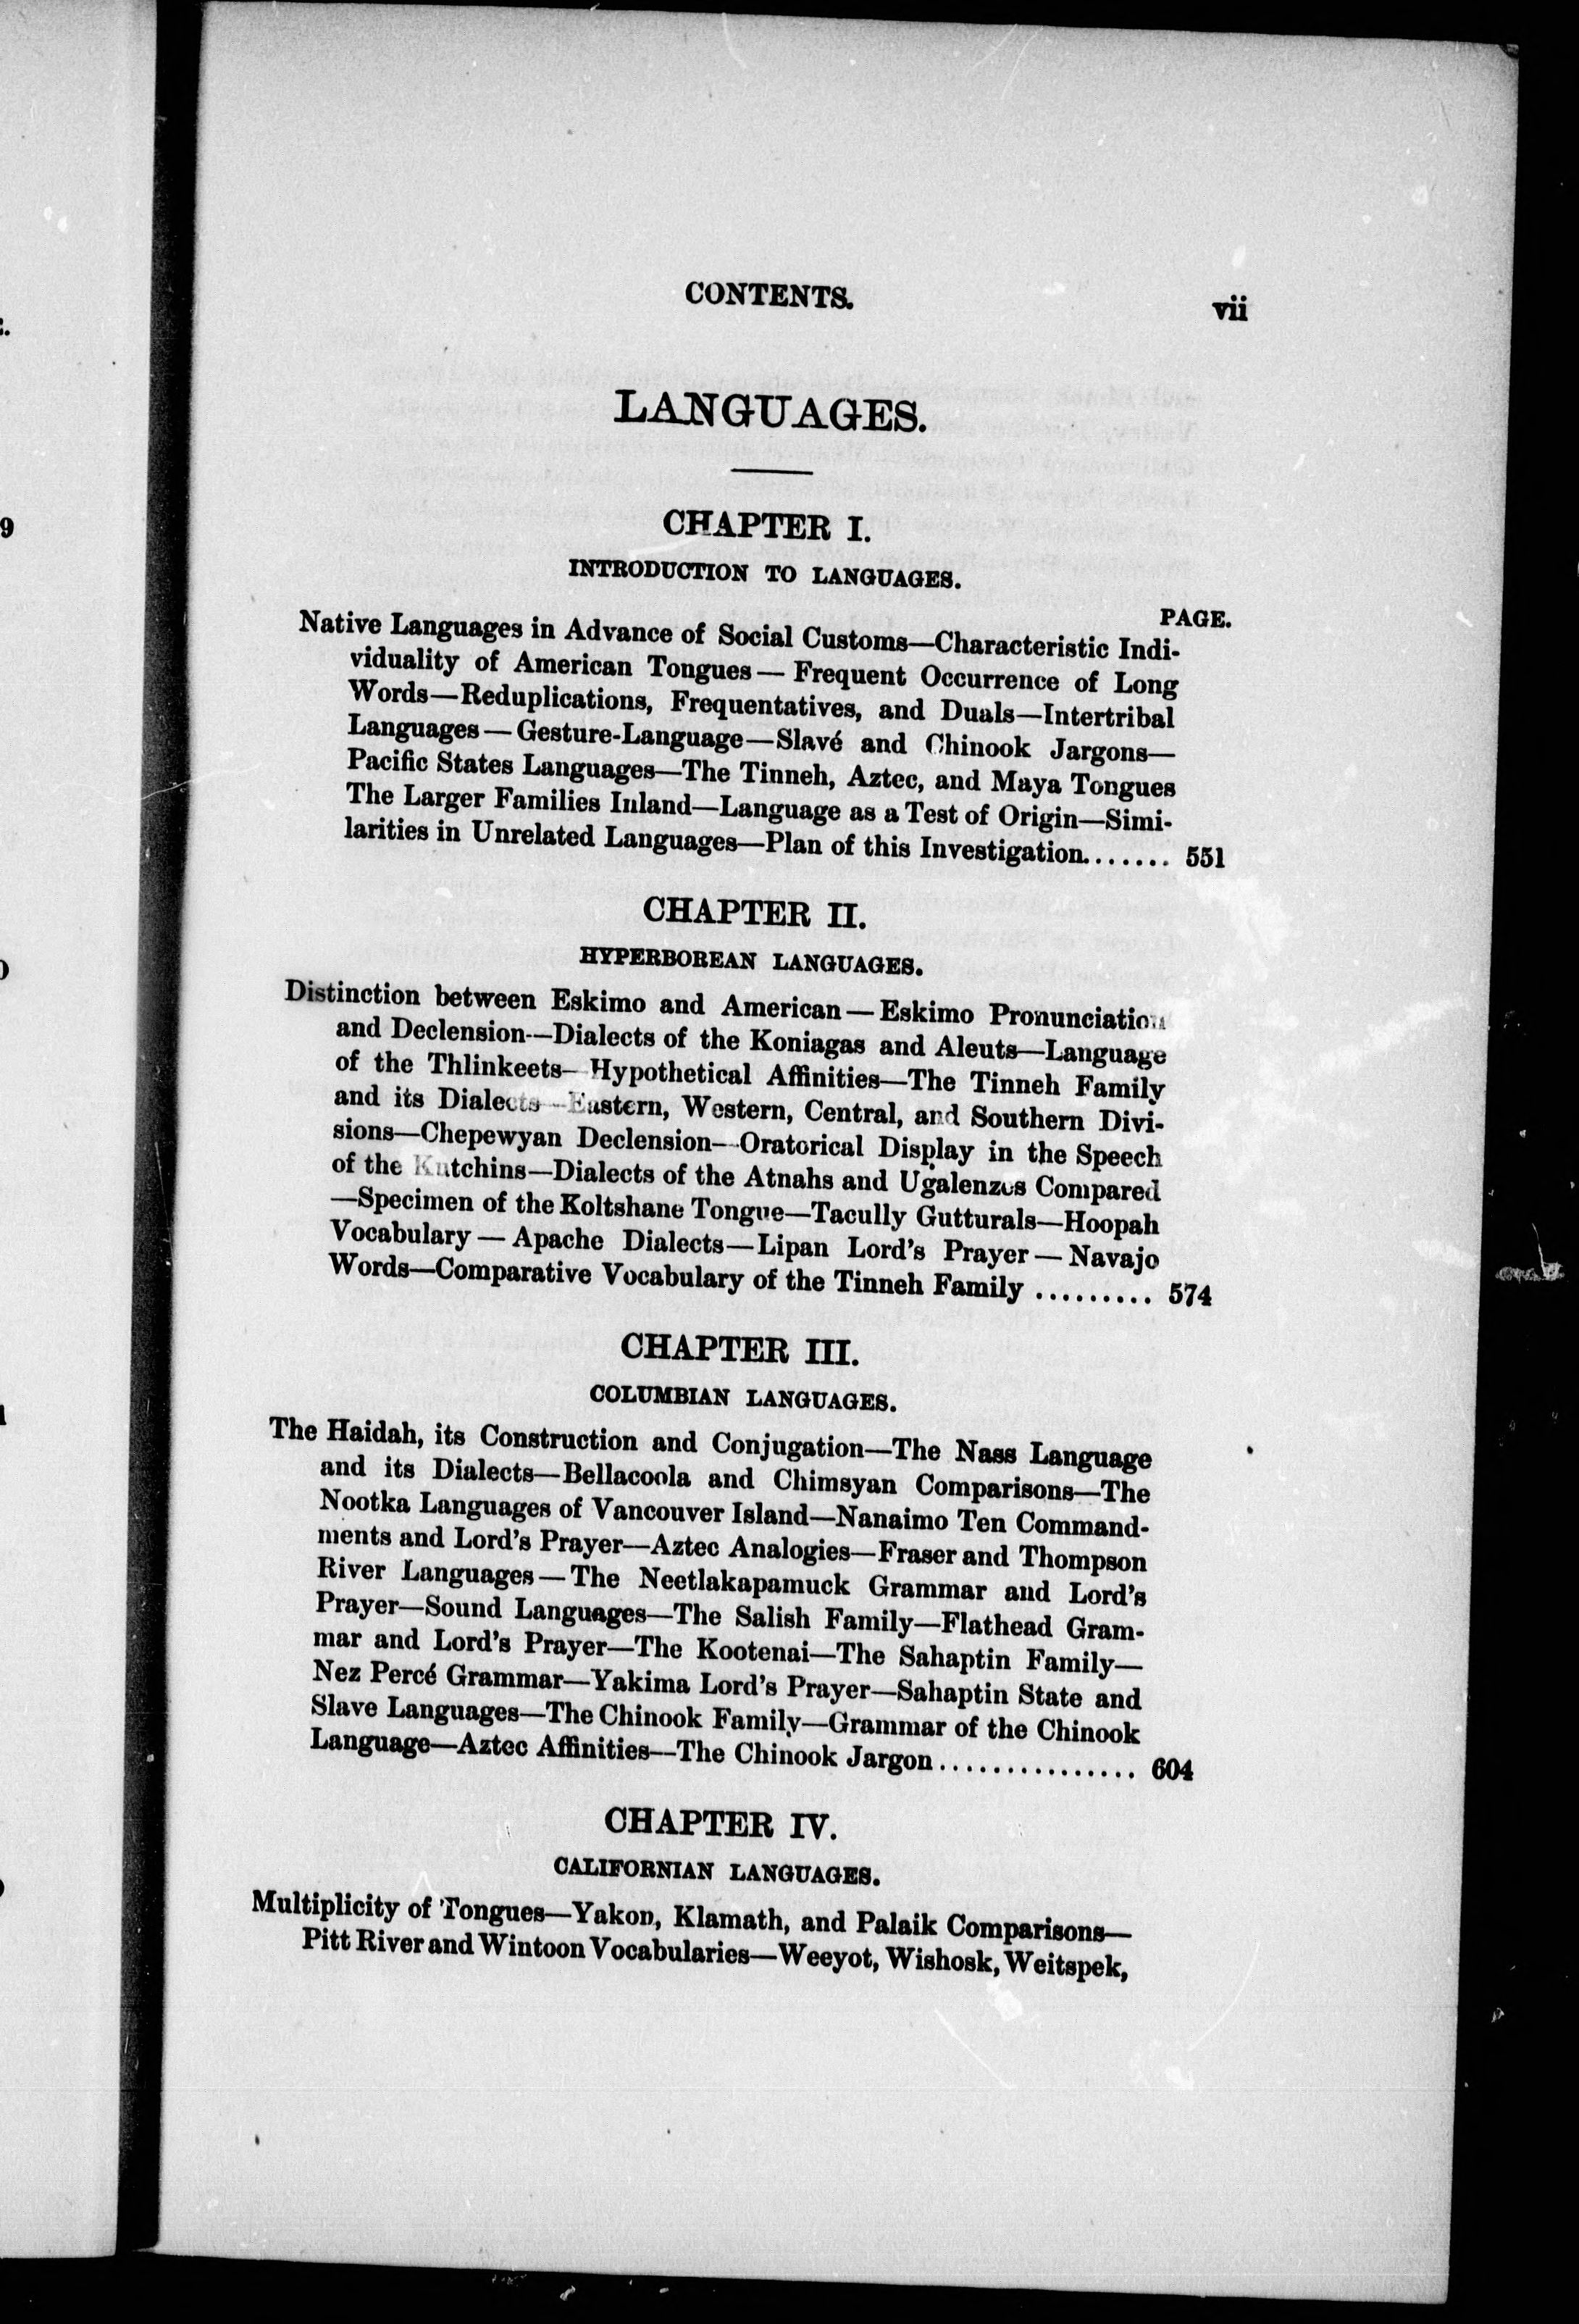 CONTENTS. vii
LANGUAGES.
CHAPTER I.
INTRODUCTION TO LANGUAGES.
PAGE.
Native Languages in Advance of Social Customs—Characteristic Indi-
viduality of American Tongues — Frequent Occurrence of Long
Words—Reduplications, Frequentatives, and Duals—Intertribal
Languages — Gesture-Language—Slavé and Chinook Jargons—
Pacific States Languages—The Tinneh, Aztec, and Maya Tongues
The Larger Families Inland—Language as a Test of Origin—Simi-
larities in Unrelated Languages—Plan of this Investigation....... 551
CHAPTER II.
HYPERBOREAN LANGUAGES.
Distinction between Eskimo and American — Eskimo Pronunciation
and Declension—Dialects of the Koniagas and Aleuts—Language
of the Thlinkeets—Hypothetical Affinities—The Tinneh Family
and its Dialects—Eastern, Western, Central, and Southern Divi-
sions—Chepewyan Declension—Oratorical Display in the Speech
of the Kutchins—Dialects of the Atnahs and Ugalenzes Compared
—Specimen of the Koltshane Tongue—Tacully Gutturals—Hoopah
Vocabulary — Apache Dialects—Lipan Lord's Prayer — Navajo
Words—Comparative Vocabulary of the Tinneh Family ......... 574
CHAPTER III.
COLUMBIAN LANGUAGES.
The Haidah, its Construction and Conjugation—The Nass Language
and its Dialects—Bellacoola and Chimsyan Comparisons—The
Nootka Languages of Vancouver Island—Nanaimo Ten Command-
ments and Lord's Prayer—Aztec Analogies—Fraser and Thompson
River Languages — The Neetlakapamuck Grammar and Lord's
Prayer—Sound Languages—The Salish Family—Flathead Gram-
mar and Lord's Prayer—The Kootenai—The Sahaptin Family—
Nez Percé Grammar—Yakima Lord's Prayer—Sahaptin State and
Slave Languages—The Chinook Family—Grammar of the Chinook
Language—Aztec Affinities—The Chinook Jargon................ 604
CHAPTER IV.
CALIFORNIAN LANGUAGES.
Multiplicity of Tongues—Yakon, Klamath, and Palaik Comparisons—
Pitt River and Wintoon Vocabularies—Weeyot, Wishosk, Weitspek,